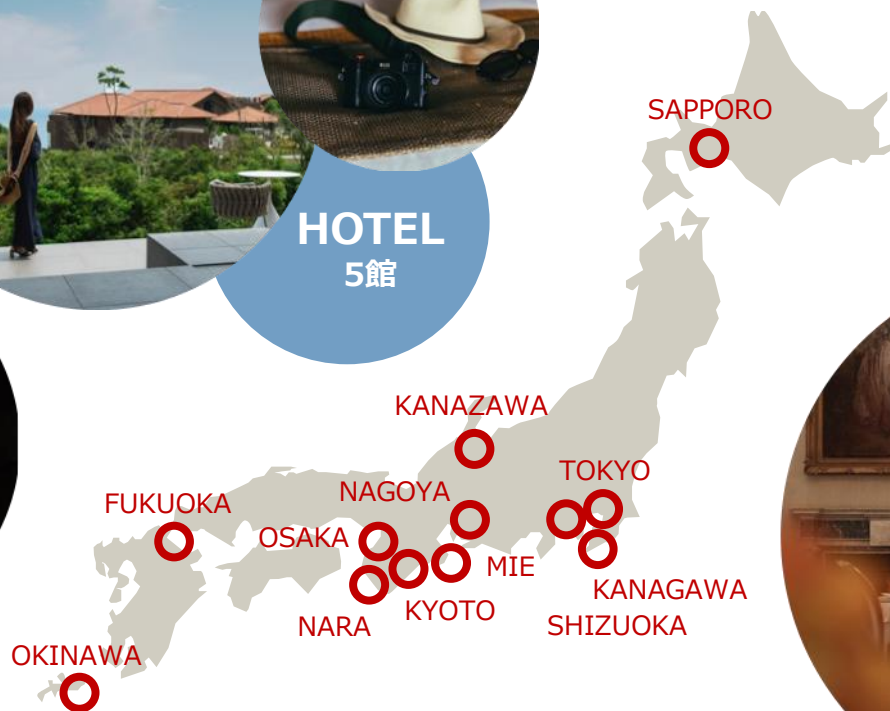 SAPPORO
HOTEL
5館
KANAZAWA
TOKYO
NAGOYA
FUKUOKA
OSAKA
MIE
KANAGAWA
KYOTO
NARA
SHIZUOKA
OKINAWA